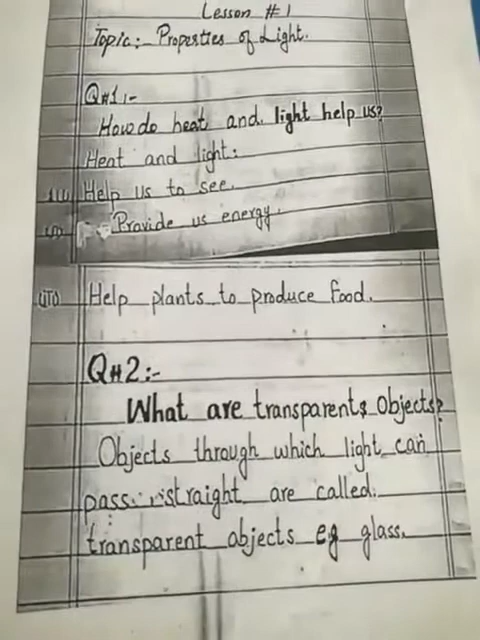 Lesson #1
Topic:- Properties of Light.
Q#1:-
How do heat and light help us?
Heat and light:
Help us to see.
Provide us energy.
(iii) Help plants to produce food.
Q#2:-
What are transparent objects?
Objects through which light can
pass straight are called
transparent objects eg glass.